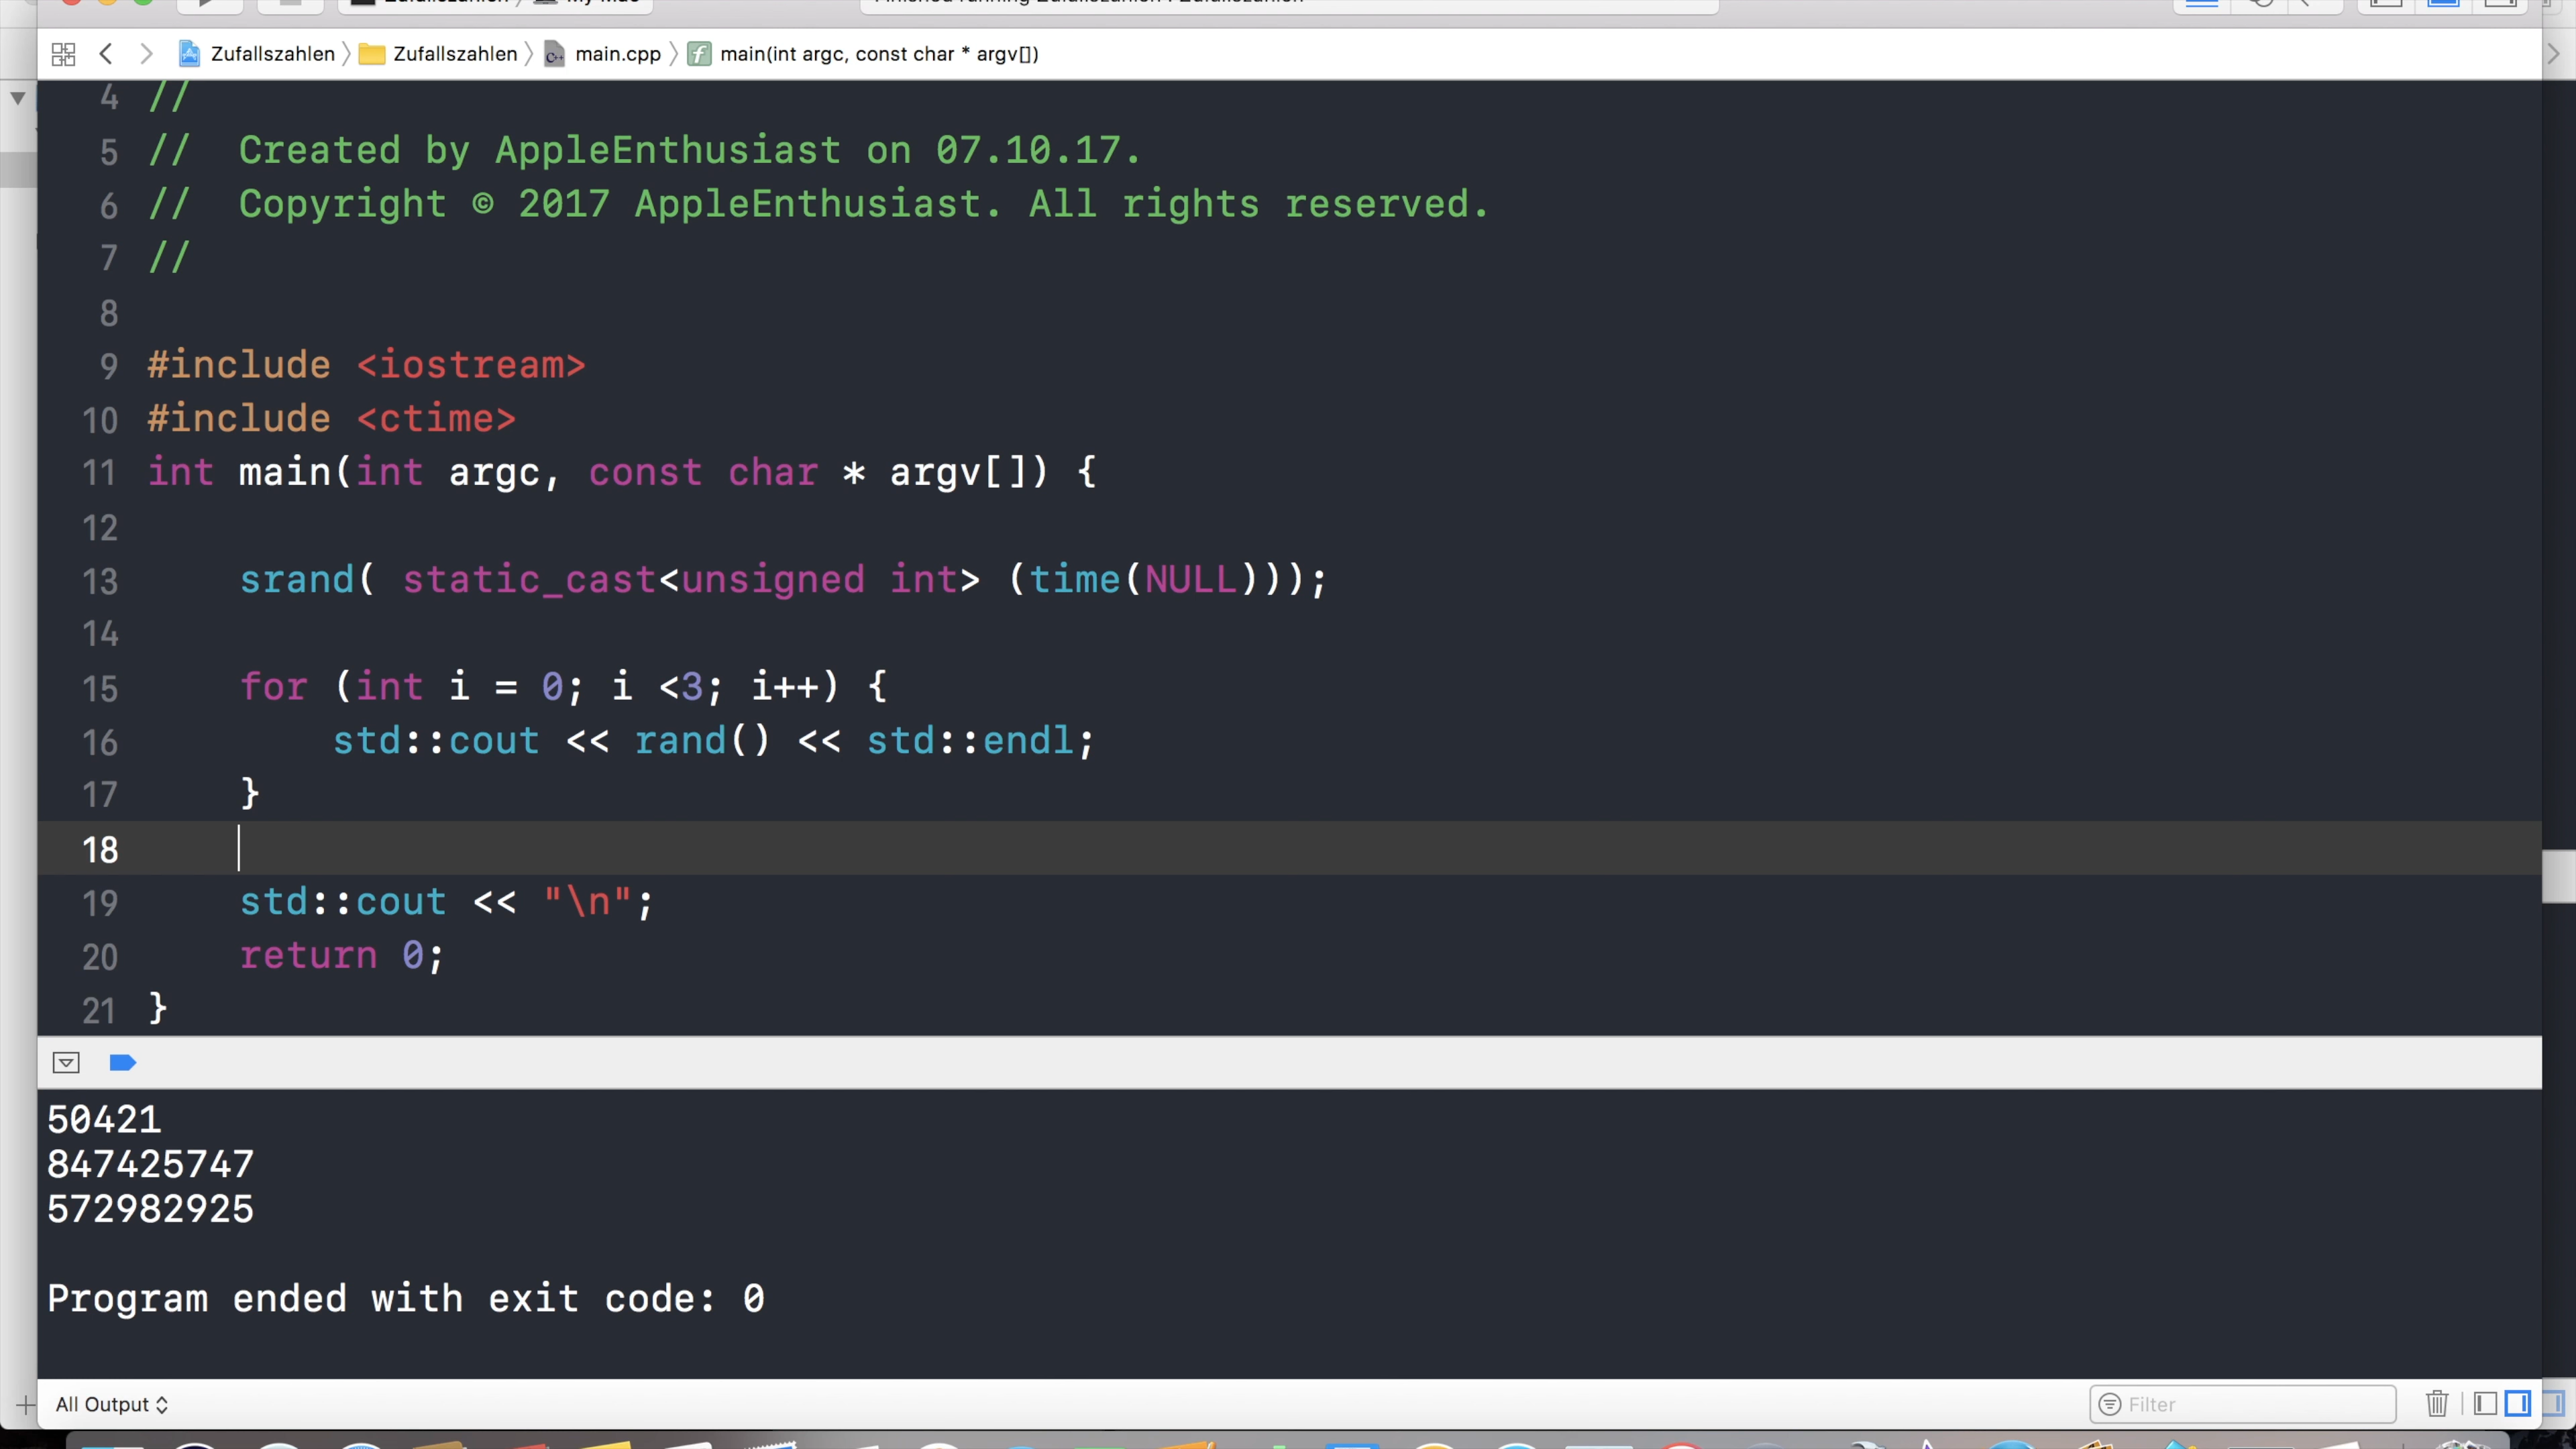 Zufallszahlen Zufallszahlen main.cpp main(int argc, const char * argv[])
4 //
5 //  Created by AppleEnthusiast on 07.10.17.
6 //  Copyright © 2017 AppleEnthusiast. All rights reserved.
7 //
8
9 #include <iostream>
10 #include <ctime>
11 int main(int argc, const char * argv[]) {
12
13     srand( static_cast<unsigned int> (time(NULL)));
14
15     for (int i = 0; i <3; i++) {
16         std::cout << rand() << std::endl;
17     }
18
19     std::cout << "\n";
20     return 0;
21 }
50421
847425747
572982925
Program ended with exit code: 0
All Output
Filter